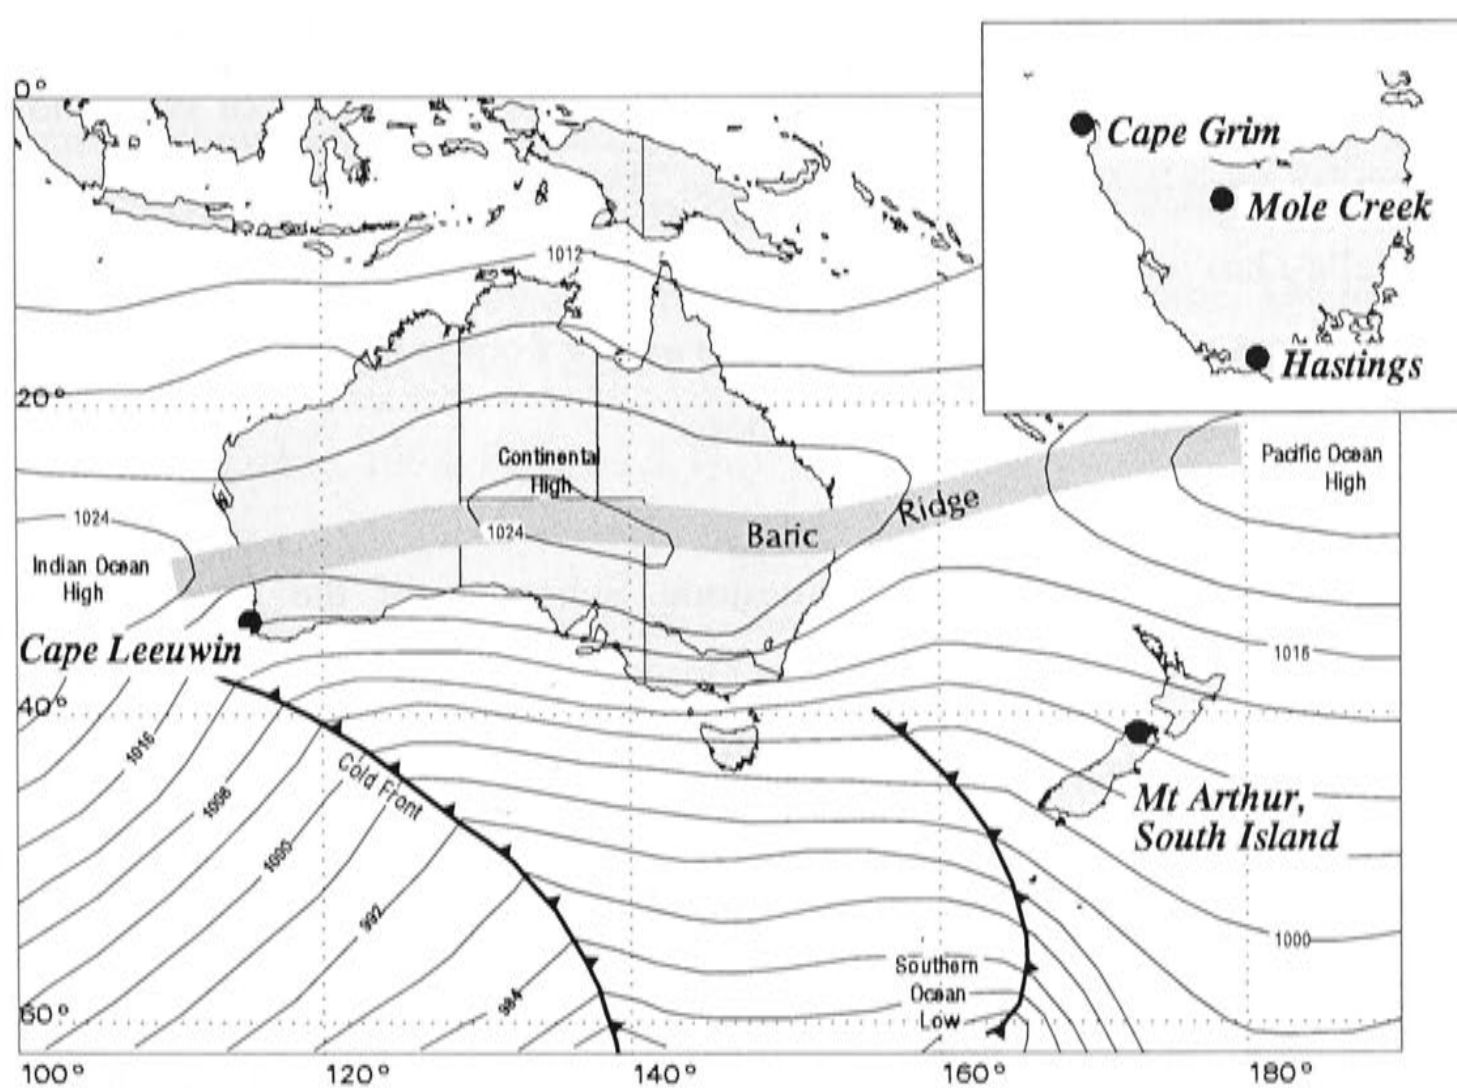 0°
Cape Grim
Mole Creek
Hastings
1012
20°
Continental
High
Pacific Ocean
High
Ridge
1024
1024
Baric
Indian Ocean
High
Cape Leeuwin
1016
40°
1016
Cold Front
1008
Mt Arthur,
South Island
1000
992
1000
Southern
Ocean
Low
984
60°
100°
120°
140°
160°
180°